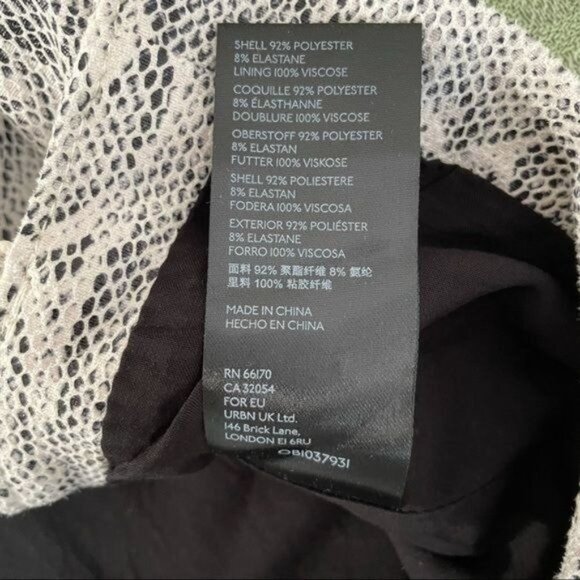 SHELL 92% POLYESTER
8% ELASTANE
LINING 100% VISCOSE
COQUILLE 92% POLYESTER
8% ÉLASTHANNE
DOUBLURE 100% VISCOSE
OBERSTOFF 92% POLYESTER
8% ELASTAN
FUTTER 100% VISKOSE
SHELL 92% POLIESTERE
8% ELASTAN
FODERA 100% VISCOSA
EXTERIOR 92% POLIÉSTER
8% ELASTANE
FORRO 100% VISCOSA
面料 92% 聚酯纤维 8% 氨纶
里料 100% 粘胶纤维
MADE IN CHINA
HECHO EN CHINA
RN 66170
CA 32054
FOR EU
URBN UK Ltd.
146 Brick Lane,
LONDON E1 6RU
OB1037931